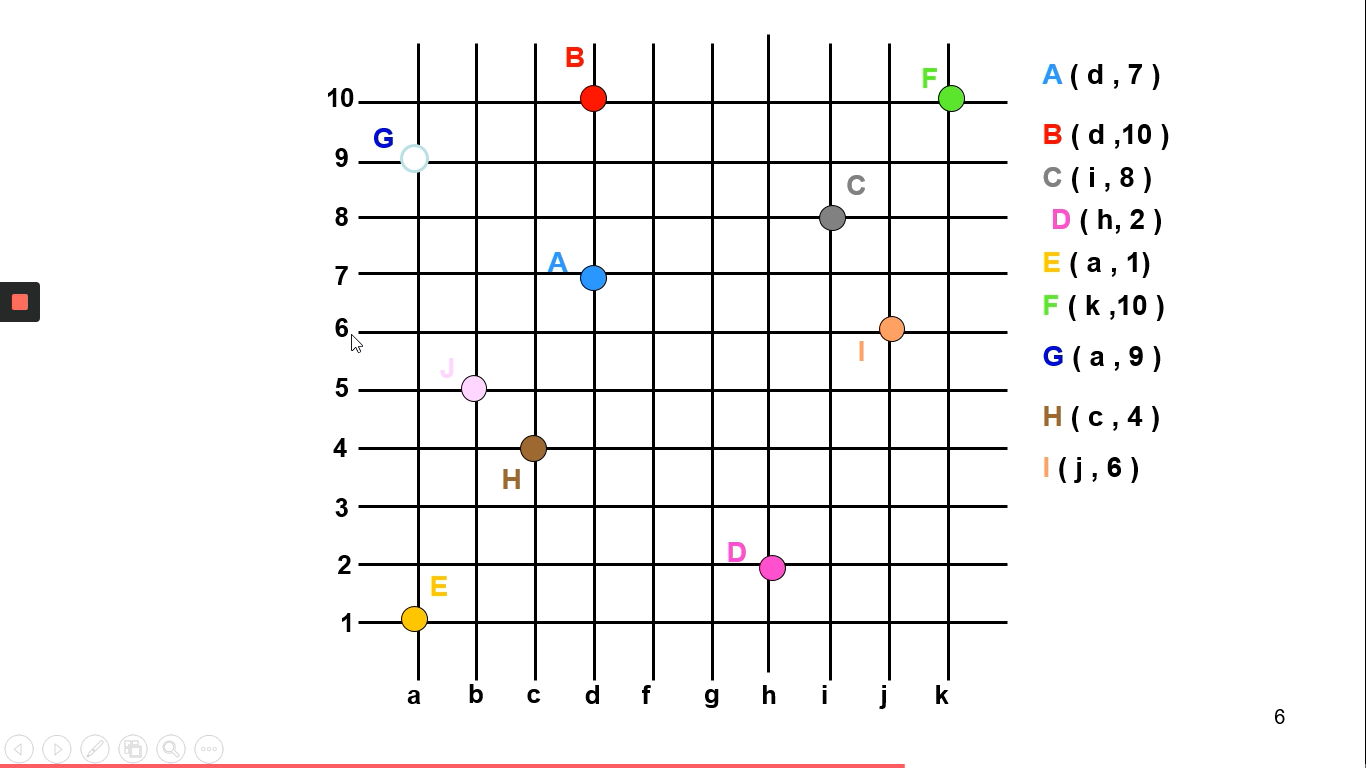 B
F
A ( d , 7 )
10
G
B ( d ,10 )
9
C
C ( i , 8 )
8
D ( h, 2 )
A
7
E ( a , 1)
6
I
F ( k ,10 )
J
G ( a , 9 )
5
4
H
H ( c , 4 )
3
I ( j , 6 )
2
D
E
1
a b c d f g h i j k
6